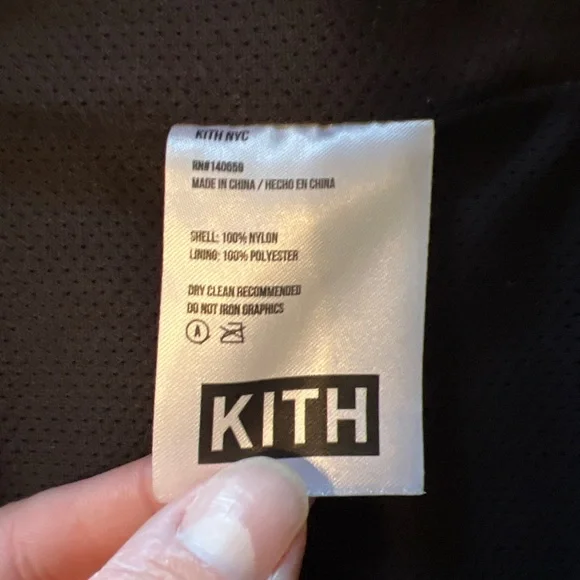 KITH NYC
RN#140659
MADE IN CHINA / HECHO EN CHINA
SHELL: 100% NYLON
LINING: 100% POLYESTER
DRY CLEAN RECOMMENDED
DO NOT IRON GRAPHICS
A
KITH